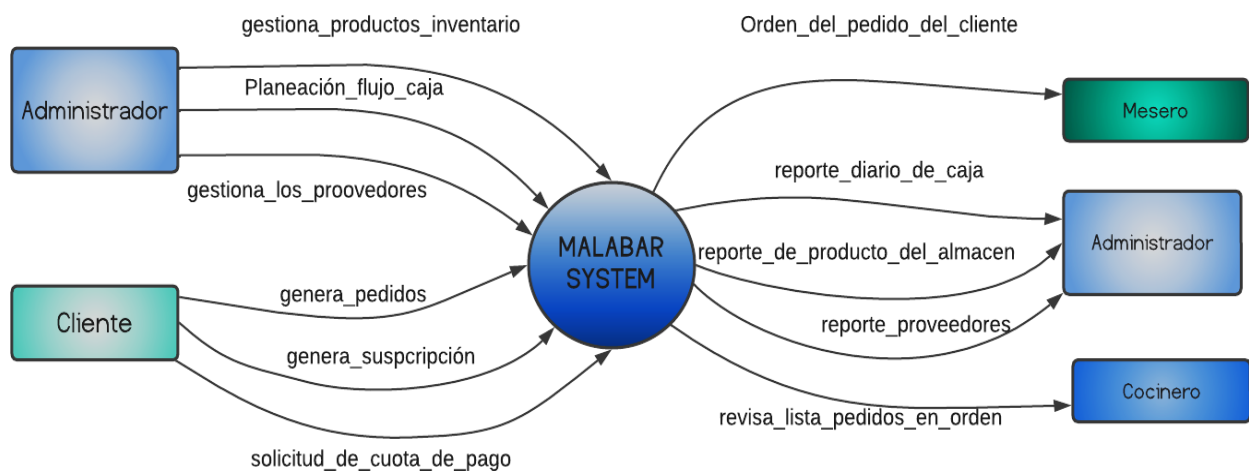 gestiona_productos_inventario
Orden_del_pedido_del_cliente
Administrador
Planeación_flujo_caja
Mesero
gestiona_los_proovedores
reporte_diario_de_caja
MALABAR
SYSTEM
reporte_de_producto_del_almacen
Administrador
Cliente
genera_pedidos
reporte_proveedores
genera_suspcripción
Cocinero
revisa_lista_pedidos_en_orden
solicitud_de_cuota_de_pago